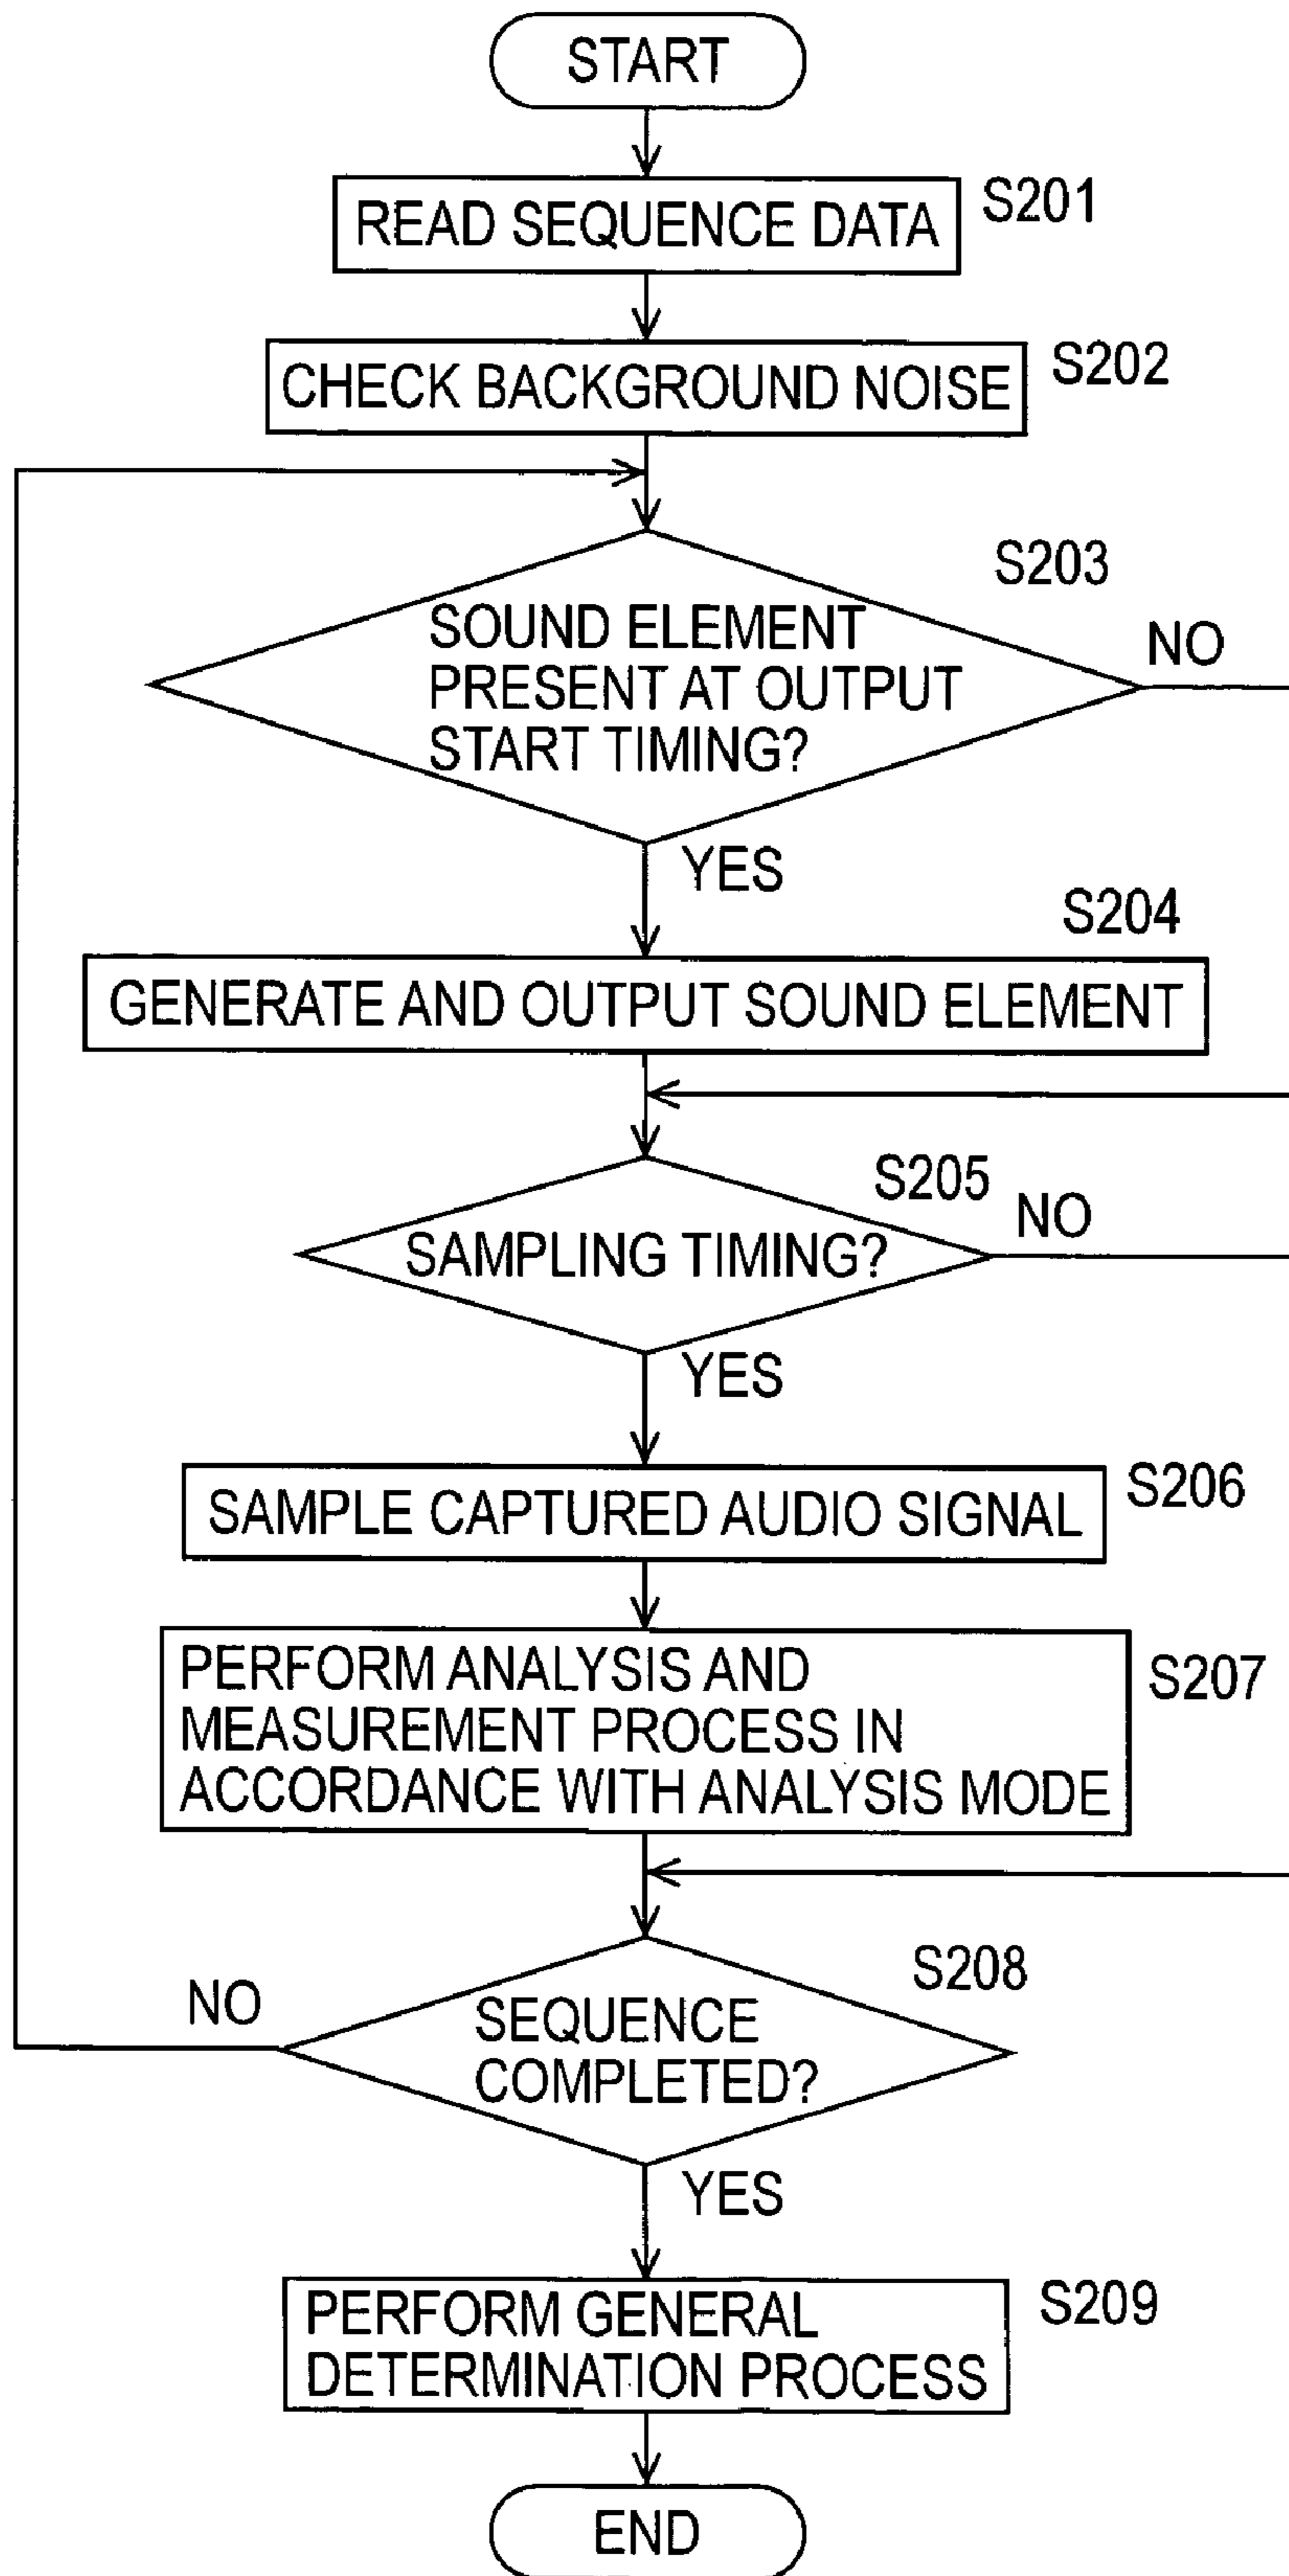 START
READ SEQUENCE DATA
S201
CHECK BACKGROUND NOISE
S202
S203
SOUND ELEMENT
PRESENT AT OUTPUT
START TIMING?
NO
YES
S204
GENERATE AND OUTPUT SOUND ELEMENT
S205
SAMPLING TIMING?
NO
YES
SAMPLE CAPTURED AUDIO SIGNAL
S206
PERFORM ANALYSIS AND
MEASUREMENT PROCESS IN
ACCORDANCE WITH ANALYSIS MODE
S207
S208
NO
SEQUENCE
COMPLETED?
YES
PERFORM GENERAL
DETERMINATION PROCESS
S209
END